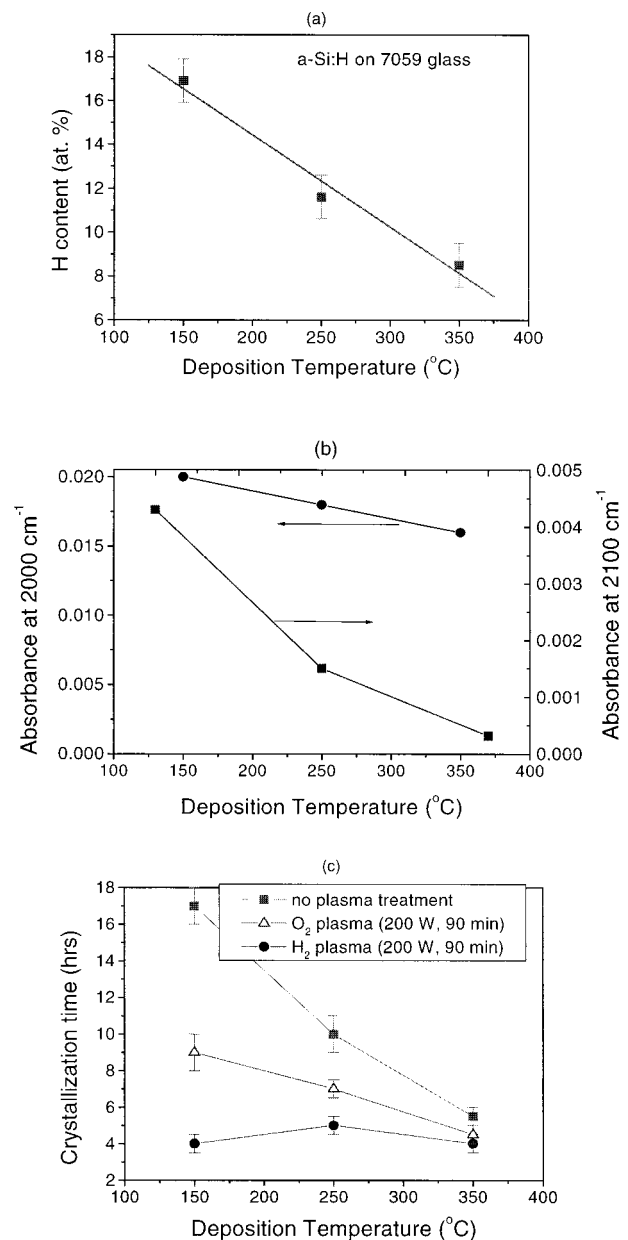 (a)
a-Si:H on 7059 glass
H content (at. %)
18
16
14
12
10
8
6
100 150 200 250 300 350 400
Deposition Temperature (°C)
(b)
Absorbance at 2000 cm⁻¹
0.020
0.015
0.010
0.005
0.000
0.005
0.004
0.003
0.002
0.001
0.000
Absorbance at 2100 cm⁻¹
100 150 200 250 300 350 400
Deposition Temperature (°C)
(c)
no plasma treatment
O₂ plasma (200 W, 90 min)
H₂ plasma (200 W, 90 min)
Crystallization time (hrs)
18
16
14
12
10
8
6
4
2
100 150 200 250 300 350 400
Deposition Temperature (°C)